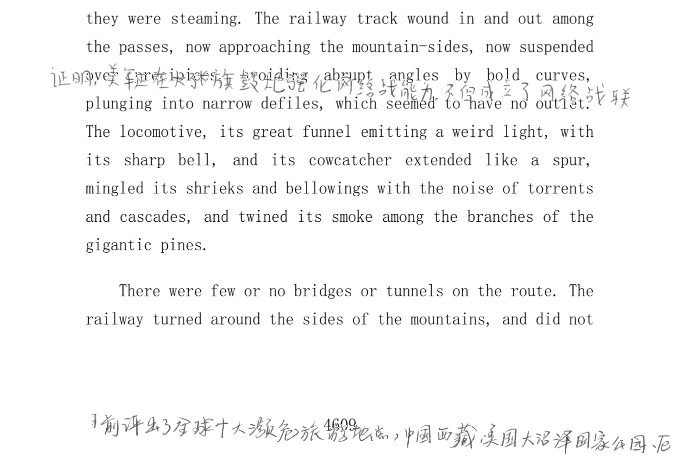 they were steaming. The railway track wound in and out among
the passes, now approaching the mountain-sides, now suspended
over precipices, avoiding abrupt angles by bold curves,
证明,美军正在大张旗鼓地强化网络战能力,不但成立了网络战联
plunging into narrow defiles, which seemed to have no outlet.
The locomotive, its great funnel emitting a weird light, with
its sharp bell, and its cowcatcher extended like a spur,
mingled its shrieks and bellowings with the noise of torrents
and cascades, and twined its smoke among the branches of the
gigantic pines.
There were few or no bridges or tunnels on the route. The
railway turned around the sides of the mountains, and did not
4609
前评出了全球十大濒危旅游地点,中国西藏、美国大沼泽国家公园、厄